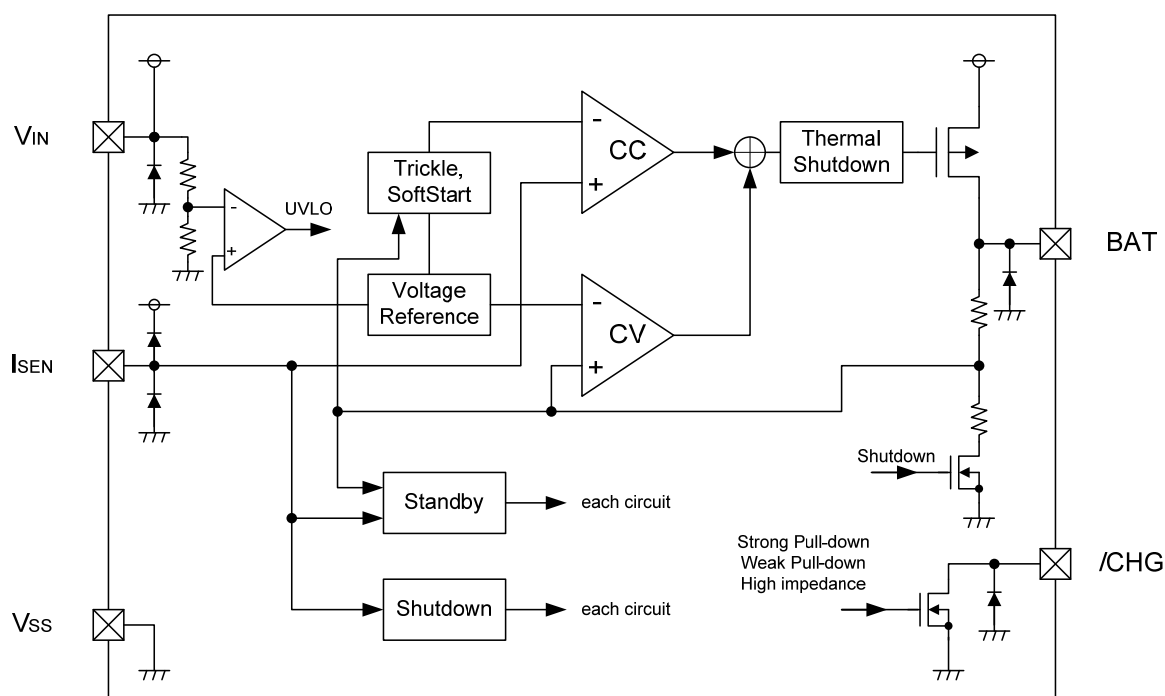 VIN
UVLO
Trickle,
SoftStart
-
CC
+
Thermal
Shutdown
-
+
BAT
Voltage
Reference
-
CV
+
ISEN
Shutdown
Standby
each circuit
Strong Pull-down
Weak Pull-down
High impedance
/CHG
Shutdown
each circuit
VSS